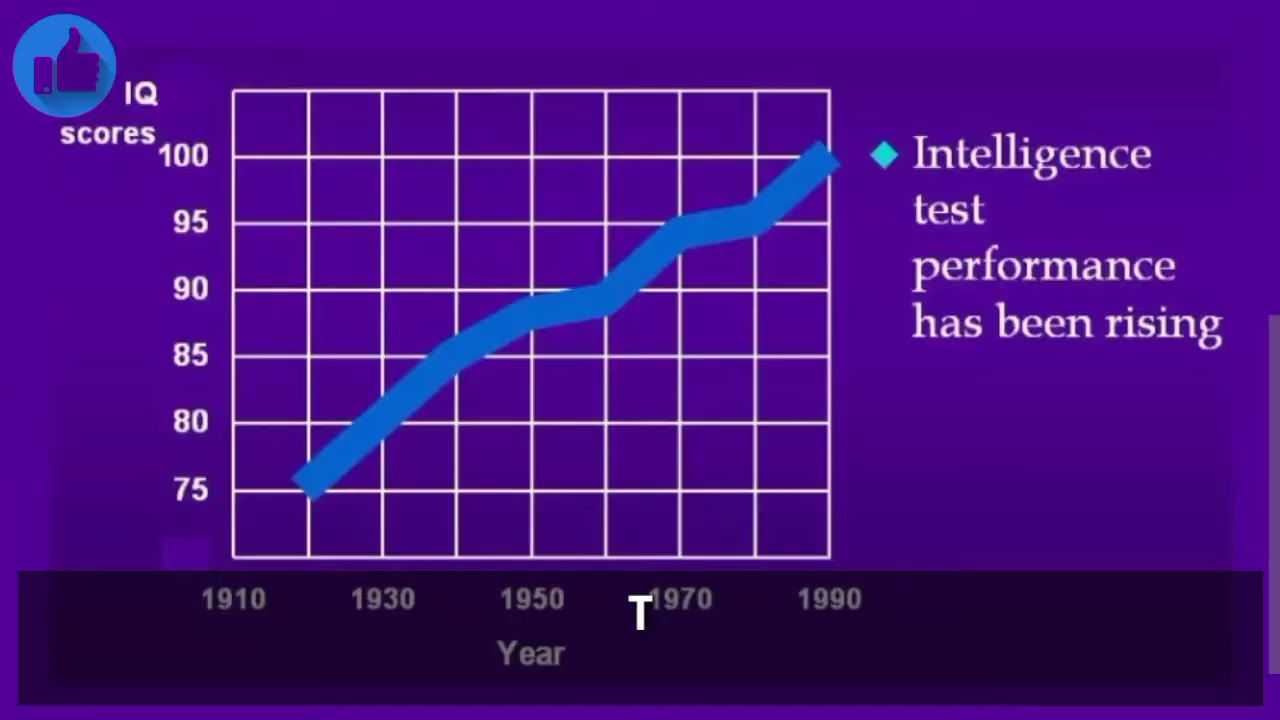 IQ
scores
100
95
90
85
80
75
1910 1930 1950 1970 1990
Year
Intelligence
test
performance
has been rising
T